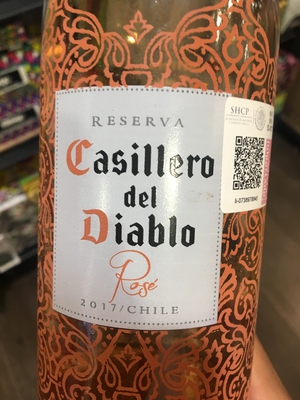 RESERVA
Casillero
del
Diablo
Rosé
2017/CHILE
SHCP